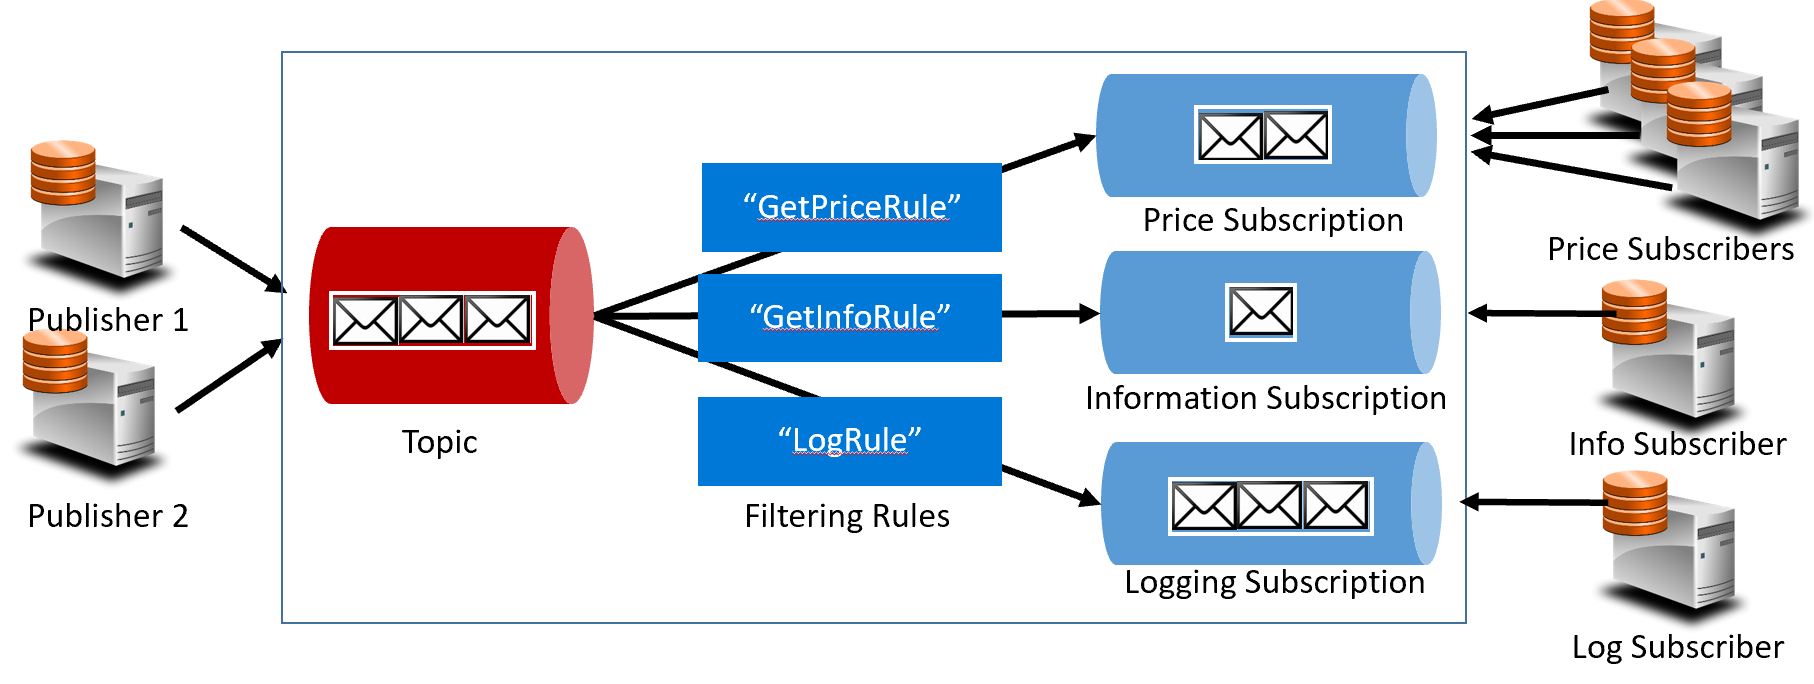 Publisher 1
Publisher 2
Topic
“GetPriceRule”
“GetInfoRule”
“LogRule”
Filtering Rules
Price Subscription
Information Subscription
Logging Subscription
Price Subscribers
Info Subscriber
Log Subscriber